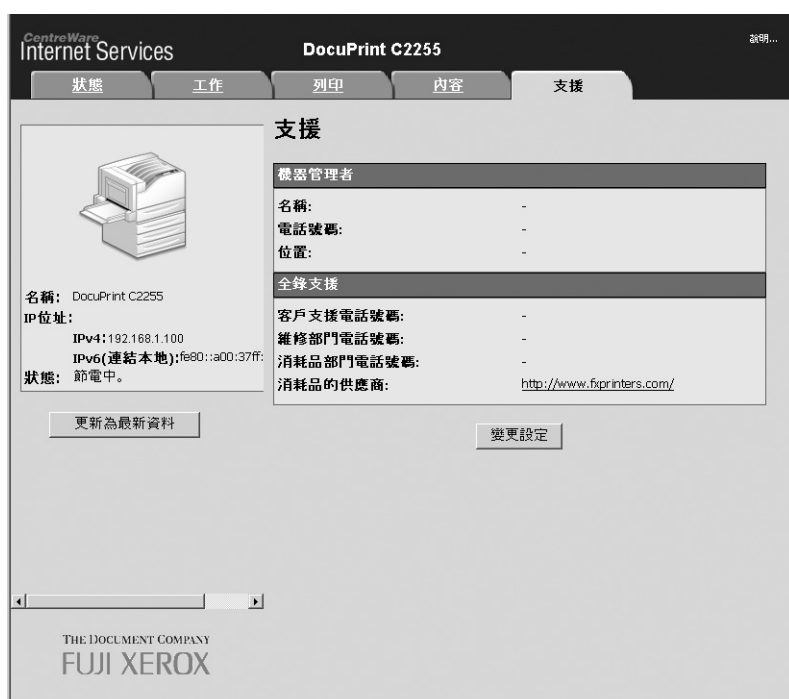 CentreWare
Internet Services
DocuPrint C2255
說明...
狀態
工作
列印
內容
支援
名稱: DocuPrint C2255
IP位址:
IPv4:192.168.1.100
IPv6(連結本地):fe80::a00:37ff:
狀態: 節電中。
更新為最新資料
支援
機器管理者
名稱: -
電話號碼: -
位置: -
全錄支援
客戶支援電話號碼: -
維修部門電話號碼: -
消耗品部門電話號碼: -
消耗品的供應商: http://www.fxprinters.com/
變更設定
THE DOCUMENT COMPANY
FUJI XEROX